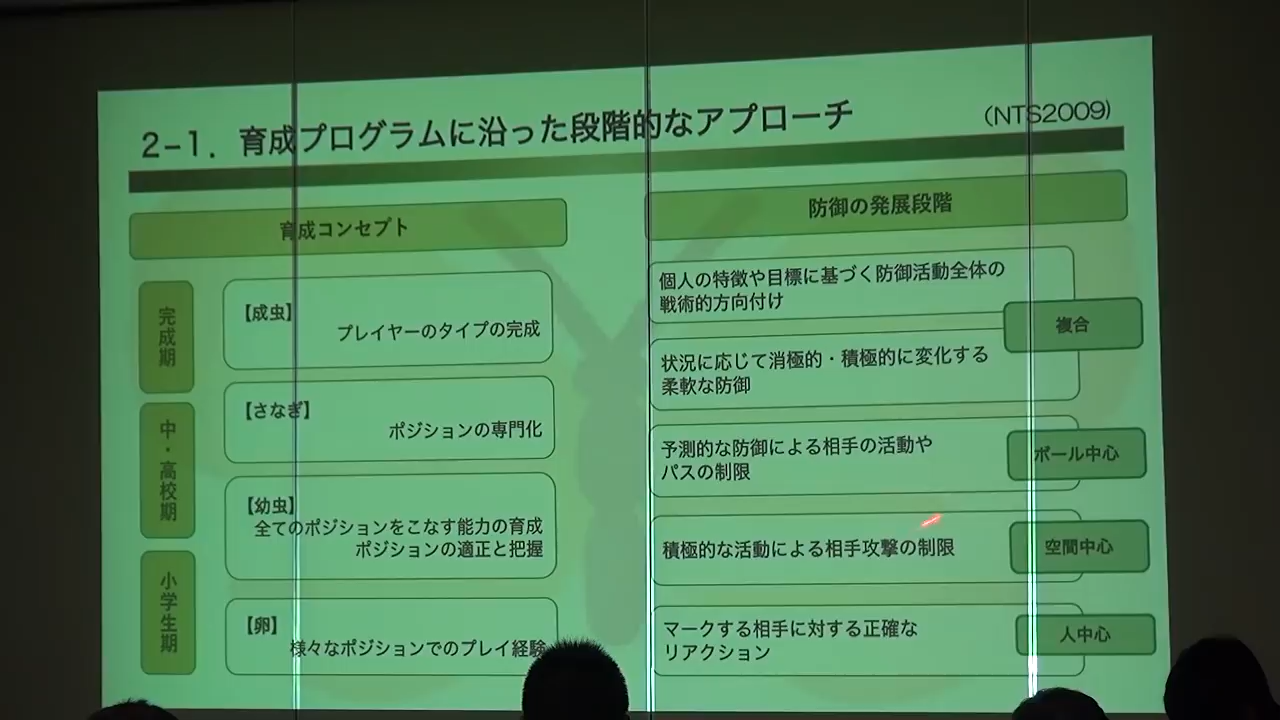 2−1．育成プログラムに沿った段階的なアプローチ
（NTS2009）
育成コンセプト
完成期
【成虫】
プレイヤーのタイプの完成
中・高校期
【さなぎ】
ポジションの専門化
【幼虫】
全てのポジションをこなす能力の育成
ポジションの適正と把握
小学生期
【卵】
様々なポジションでのプレイ経験
防御の発展段階
個人の特徴や目標に基づく防御活動全体の
戦術的方向付け
複合
状況に応じて消極的・積極的に変化する
柔軟な防御
予測的な防御による相手の活動や
パスの制限
ボール中心
積極的な活動による相手攻撃の制限
空間中心
マークする相手に対する正確な
リアクション
人中心